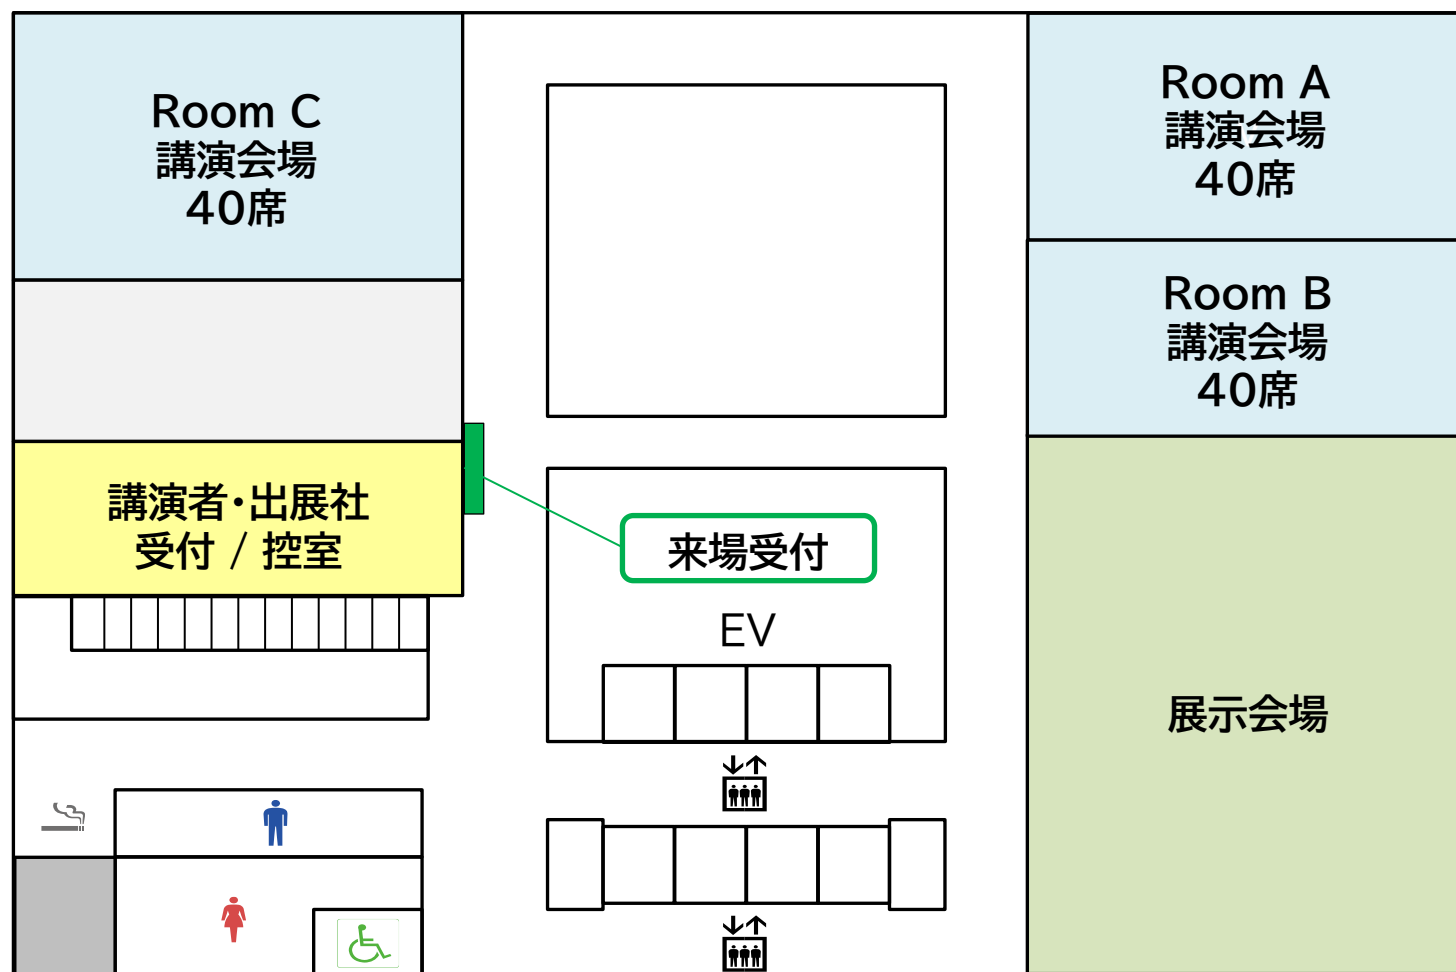 Room C
講演会場
40席
Room A
講演会場
40席
Room B
講演会場
40席
講演者・出展社
受付 / 控室
来場受付
EV
展示会場